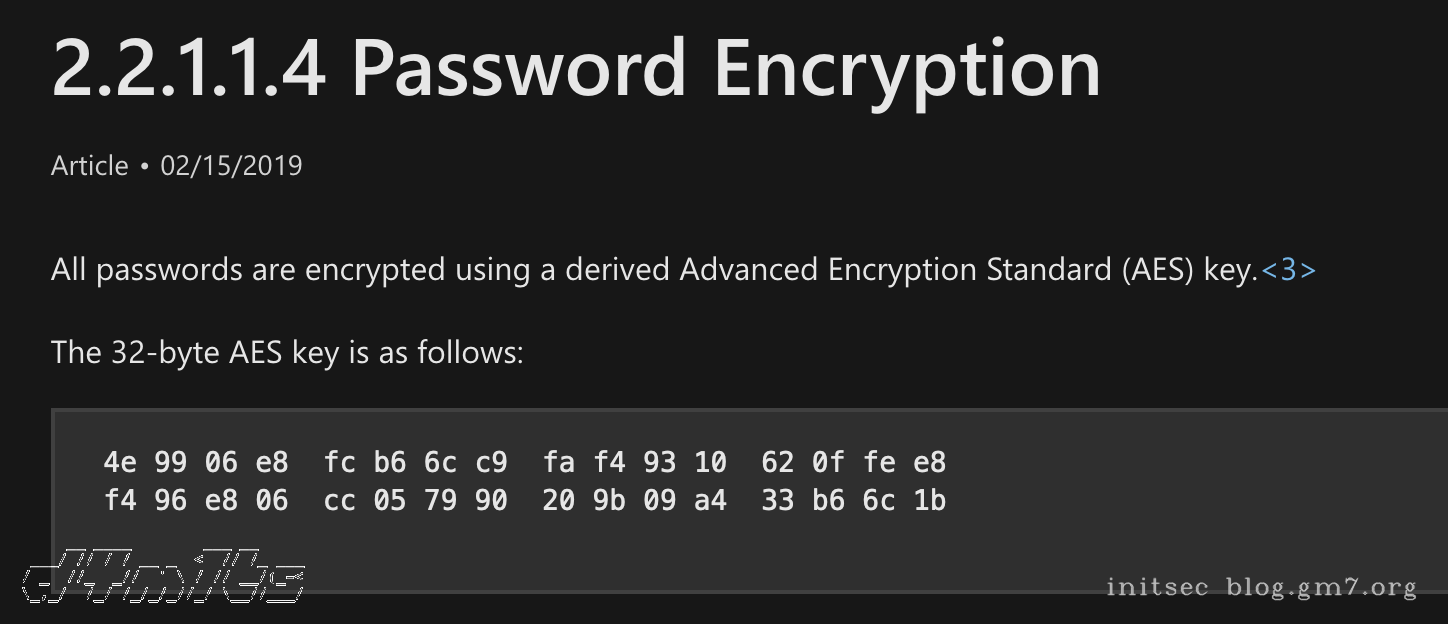 2.2.1.1.4 Password Encryption
Article • 02/15/2019
All passwords are encrypted using a derived Advanced Encryption Standard (AES) key.<3>
The 32-byte AES key is as follows:
4e 99 06 e8  fc b6 6c c9  fa f4 93 10  62 0f fe e8
f4 96 e8 06  cc 05 79 90  20 9b 09 a4  33 b6 6c 1b
d4m1ts
initsec blog.gm7.org